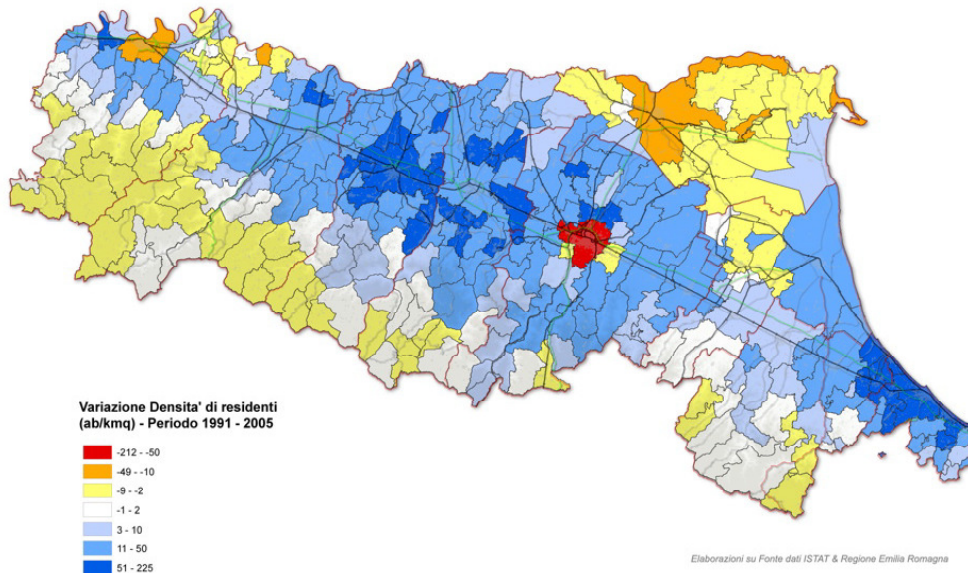 Variazione Densita' di residenti
(ab/kmq) - Periodo 1991 - 2005
-212 - -50
-49 - -10
-9 - -2
-1 - 2
3 - 10
11 - 50
51 - 225
Elaborazioni su Fonte dati ISTAT & Regione Emilia Romagna